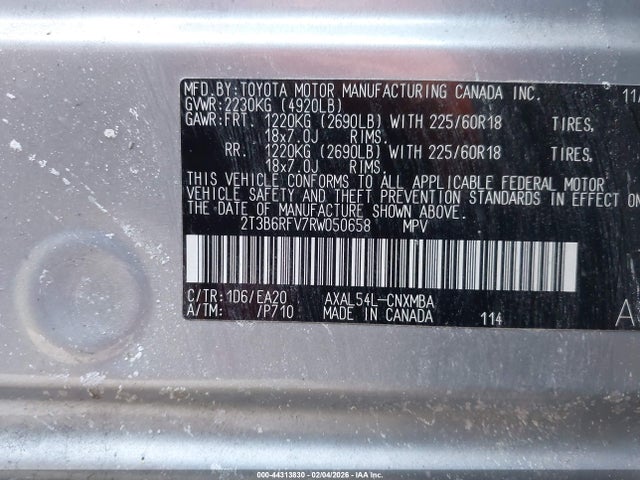 MFD.BY:TOYOTA MOTOR MANUFACTURING CANADA INC. 11/
GVWR:2230KG (4920LB)
GAWR:FRT. 1220KG (2690LB) WITH 225/60R18 TIRES,
18x7.0J RIMS.
RR. 1220KG (2690LB) WITH 225/60R18 TIRES,
18x7.0J RIMS.
THIS VEHICLE CONFORMS TO ALL APPLICABLE FEDERAL MOTOR
VEHICLE SAFETY AND THEFT PREVENTION STANDARDS IN EFFECT ON
THE DATE OF MANUFACTURE SHOWN ABOVE.
2T3B6RFV7RW050658 MPV
C/TR:1D6/EA20 AXAL54L-CNXMBA
A/TM: /P710 MADE IN CANADA 114 A
000-44313830 - 02/04/2026 - IAA Inc.